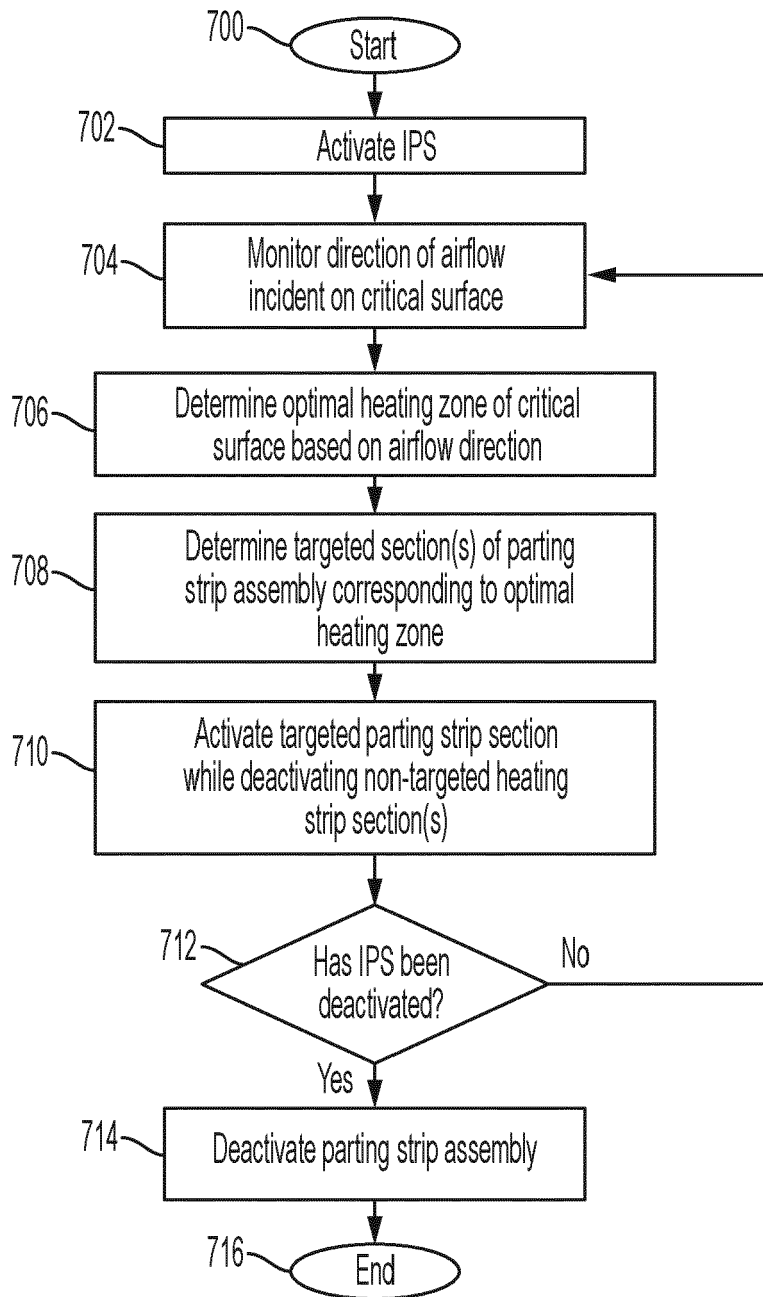 700
Start
702
Activate IPS
704
Monitor direction of airflow
incident on critical surface
706
Determine optimal heating zone of critical
surface based on airflow direction
708
Determine targeted section(s) of parting
strip assembly corresponding to optimal
heating zone
710
Activate targeted parting strip section
while deactivating non-targeted heating
strip section(s)
712
Has IPS been
deactivated?
No
Yes
714
Deactivate parting strip assembly
716
End